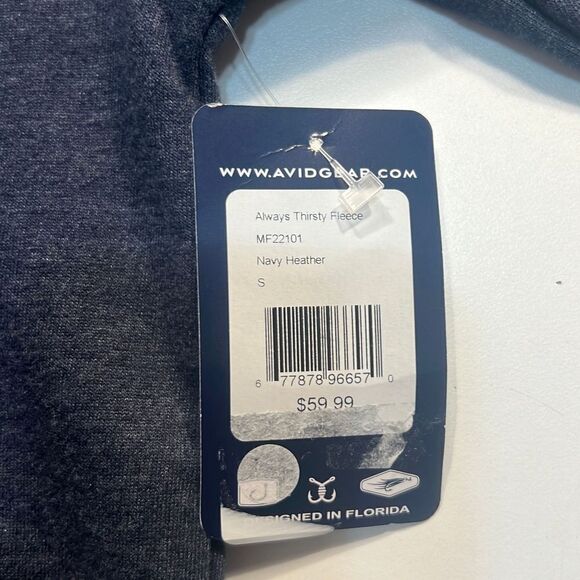 WWW.AVIDGEAR.COM
Always Thirsty Fleece
MF22101
Navy Heather
S
6 77878 96657 0
$59.99
DESIGNED IN FLORIDA